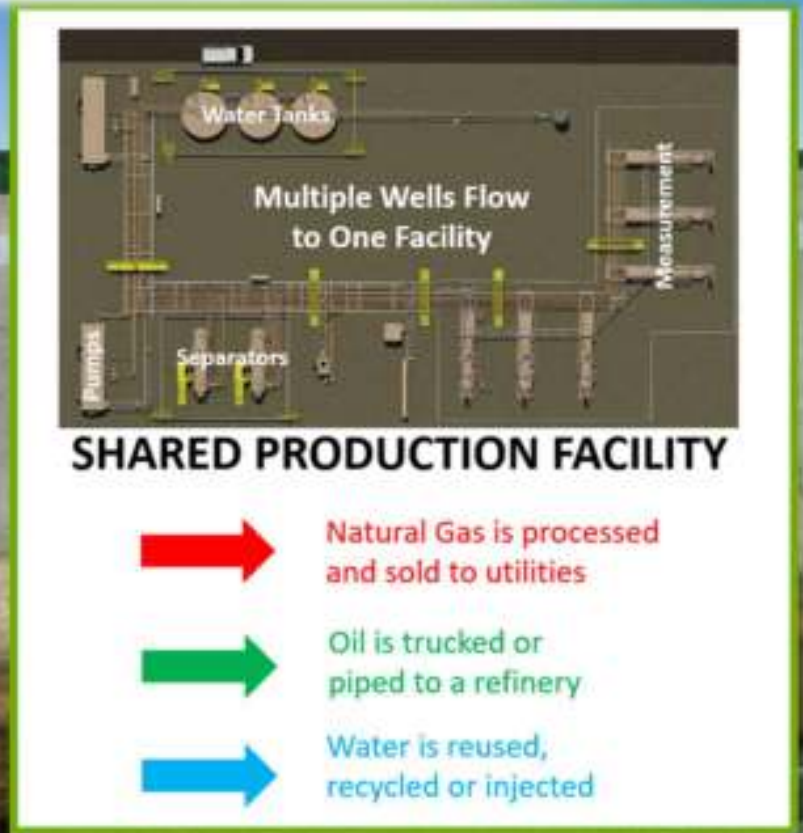 Water Tanks
Multiple Wells Flow
to One Facility
Measurement
Pumps
Separators
SHARED PRODUCTION FACILITY
Natural Gas is processed
and sold to utilities
Oil is trucked or
piped to a refinery
Water is reused,
recycled or injected